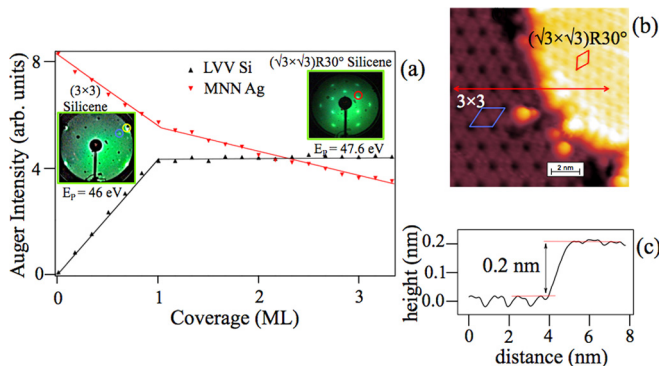 (a)
Auger Intensity (arb. units)
8
4
0
0
1
2
3
Coverage (ML)
LVV Si
MNN Ag
(3×3)
Silicene
E_P = 46 eV
(√3×√3)R30° Silicene
E_P = 47.6 eV
(b)
(√3×√3)R30°
3×3
2 nm
(c)
height (nm)
0.2
0.1
0.0
0.2 nm
0
2
4
6
8
distance (nm)